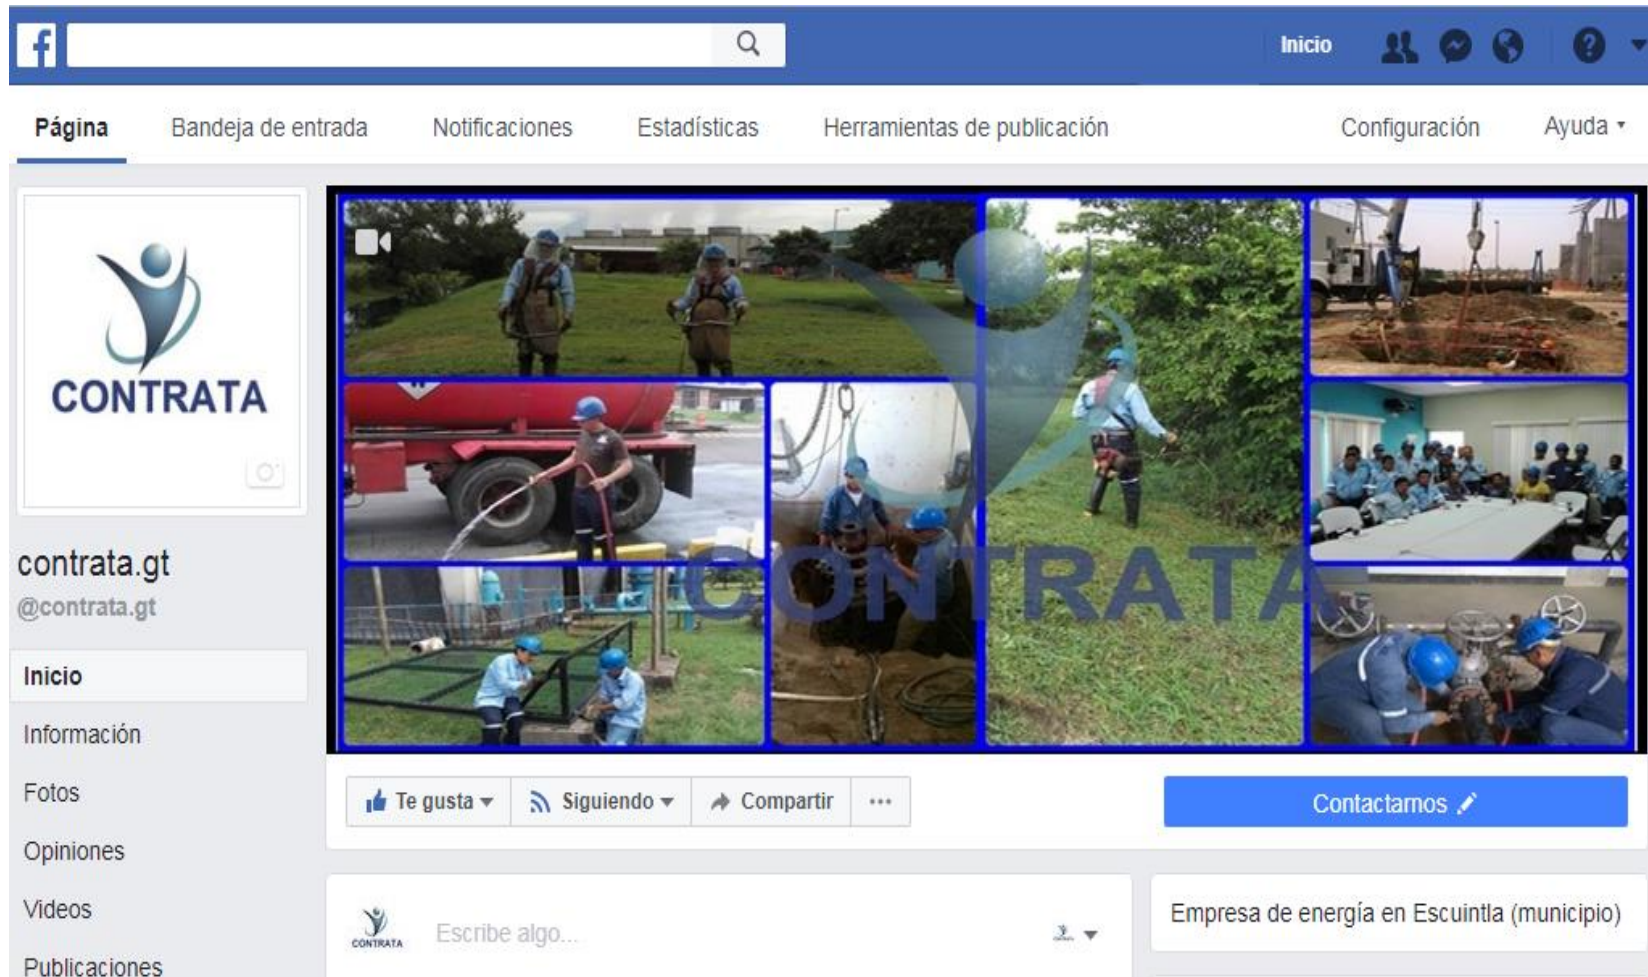 Inicio
Página Bandeja de entrada Notificaciones Estadísticas Herramientas de publicación Configuración Ayuda
CONTRATA
contrata.gt
@contrata.gt
Inicio
Información
Fotos
Opiniones
Videos
Publicaciones
CONTRATA
Te gusta Siguiendo Compartir ...
Contactarnos
CONTRATA
Escribe algo...
Empresa de energía en Escuintla (municipio)